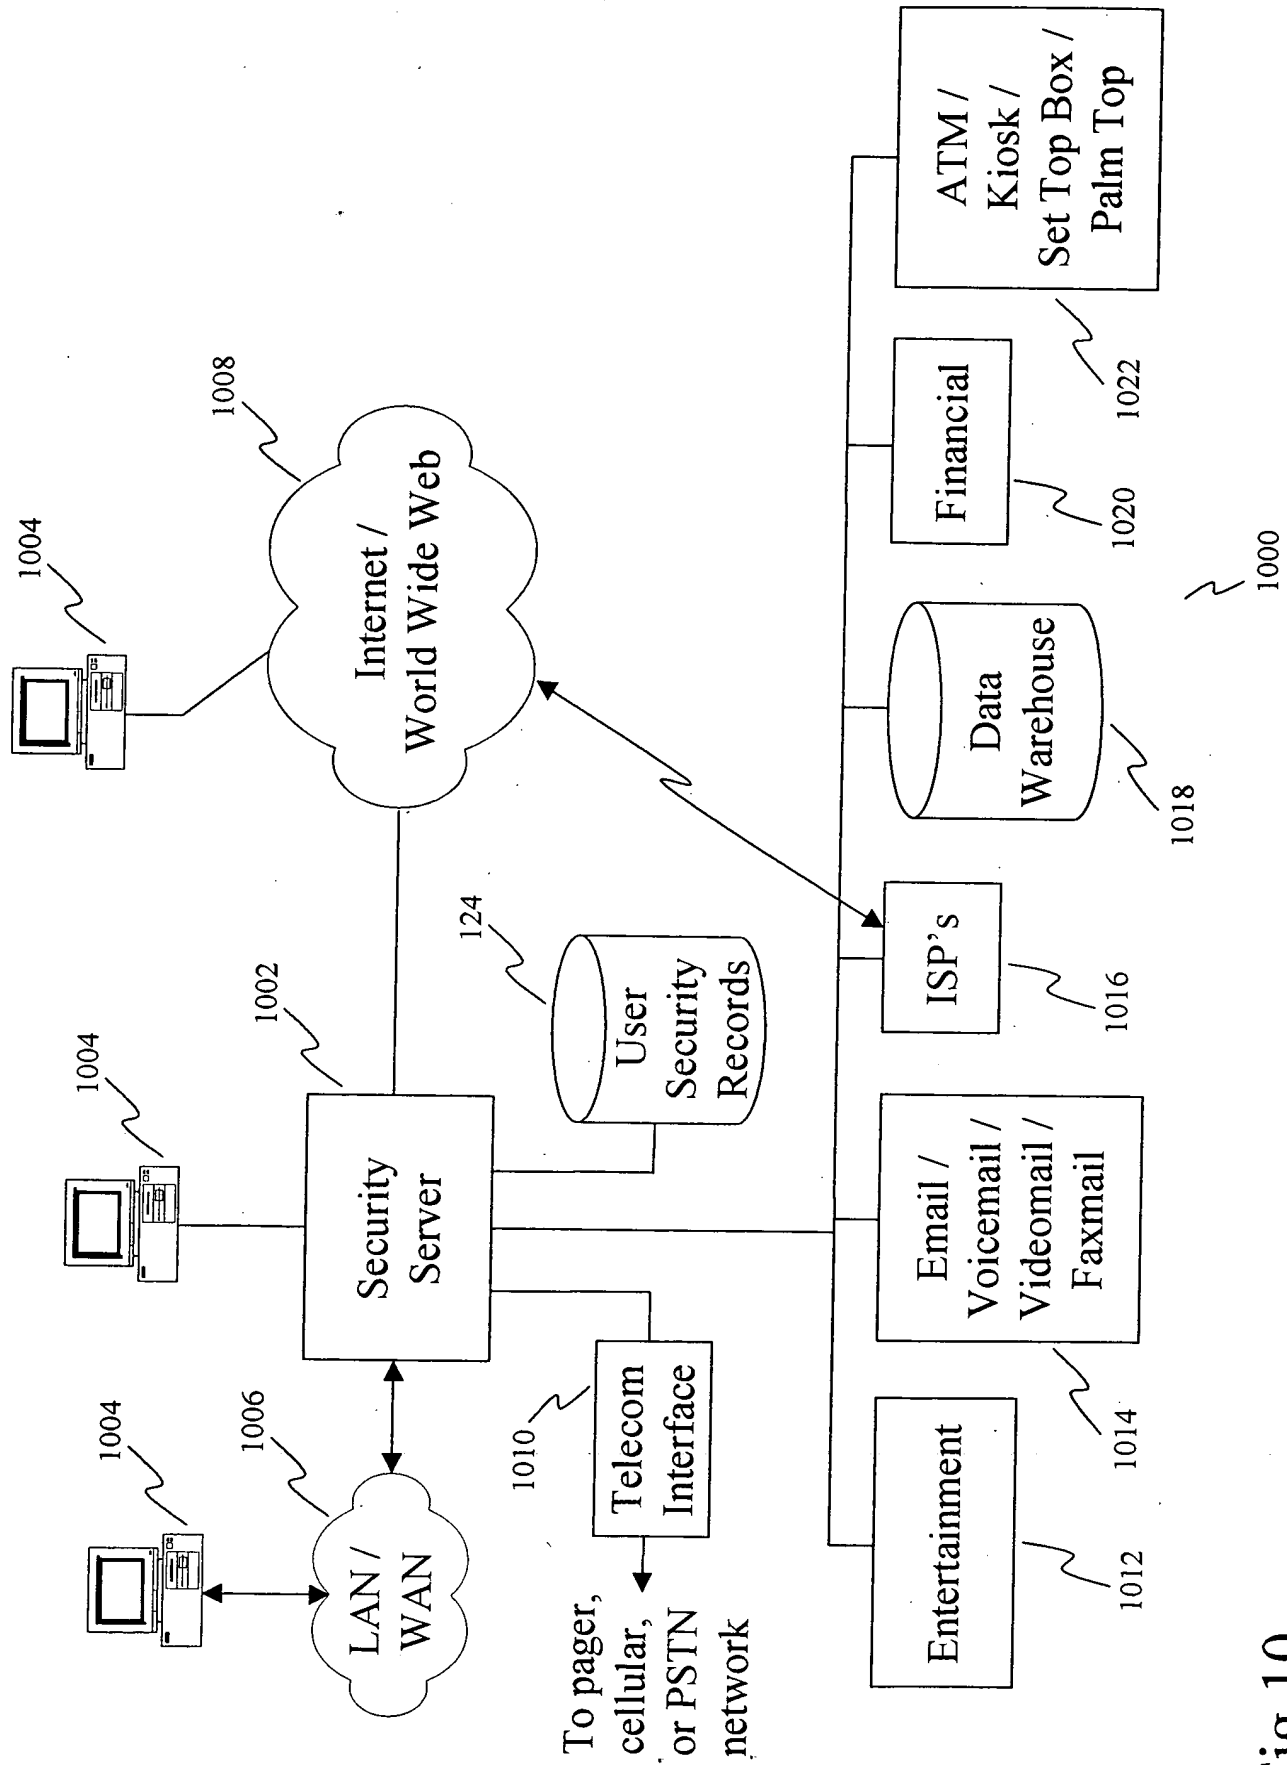 1004
LAN /
WAN
1006
1004
Security
Server
1002
1004
Internet /
World Wide Web
1008
To pager,
cellular,
or PSTN
network
Telecom
Interface
1010
User
Security
Records
124
Entertainment
1012
Email /
Voicemail /
Videomail /
Faxmail
1014
ISP's
1016
Data
Warehouse
1018
Financial
1020
ATM /
Kiosk /
Set Top Box /
Palm Top
1022
1000
Fig 10